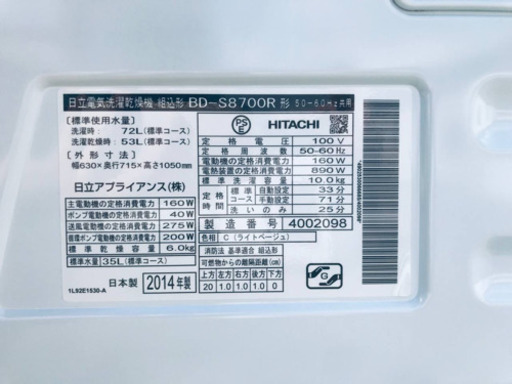 日立電気洗濯乾燥機 組込形 BD-S8700R 形 50-60Hz共用
[標準使用水量]
洗濯時: 72L(標準コース)
洗濯乾燥時: 53L(標準コース)
[外形寸法]
幅630×奥行715×高さ1050mm
日立アプライアンス(株)
主電動機の定格消費電力 160W
ポンプ電動機の定格消費電力 40W
送風電動機の定格消費電力 275W
循環ポンプ電動機の定格消費電力 200W
標準乾燥容量 6.0kg
標準水量 35L(標準コース)
日本製 2014年製
1L92E1530-A
PS
E
HITACHI
定格電圧 100V
定格周波数 50-60Hz
電動機の定格消費電力 160W
電熱装置の定格消費電力 890W
標準洗濯容量 10.0kg
定格時間 標準コース 自動設定 33分
手動設定 71分
洗いのみ 25分
製造番号 4002098
色相 C(ライトベージュ)
消防法 基準適合 組込形
可燃物からの離隔距離(cm)
上方 左方 右方 前方 後方 下方
20 1.0 1.0 1.0 0
G